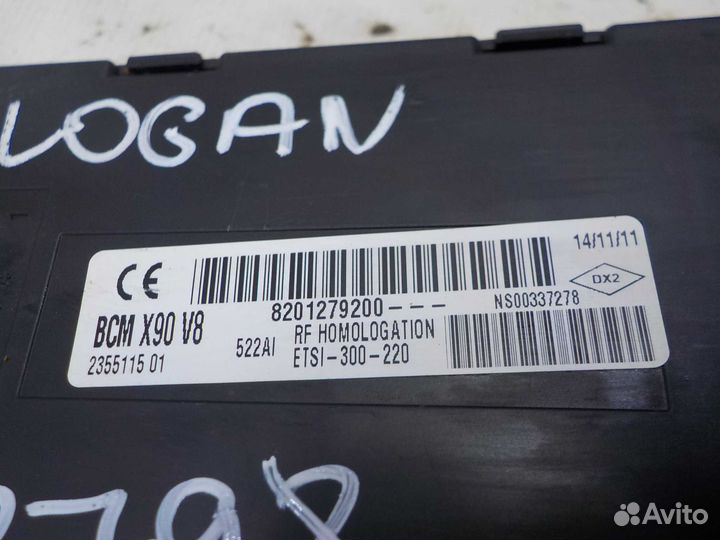 LOGAN
CE
14/11/11
8201279200---
DX2
BCM X90 V8
NS00337278
522AI
RF HOMOLOGATION
2355115 01
ETSI-300-220
Avito